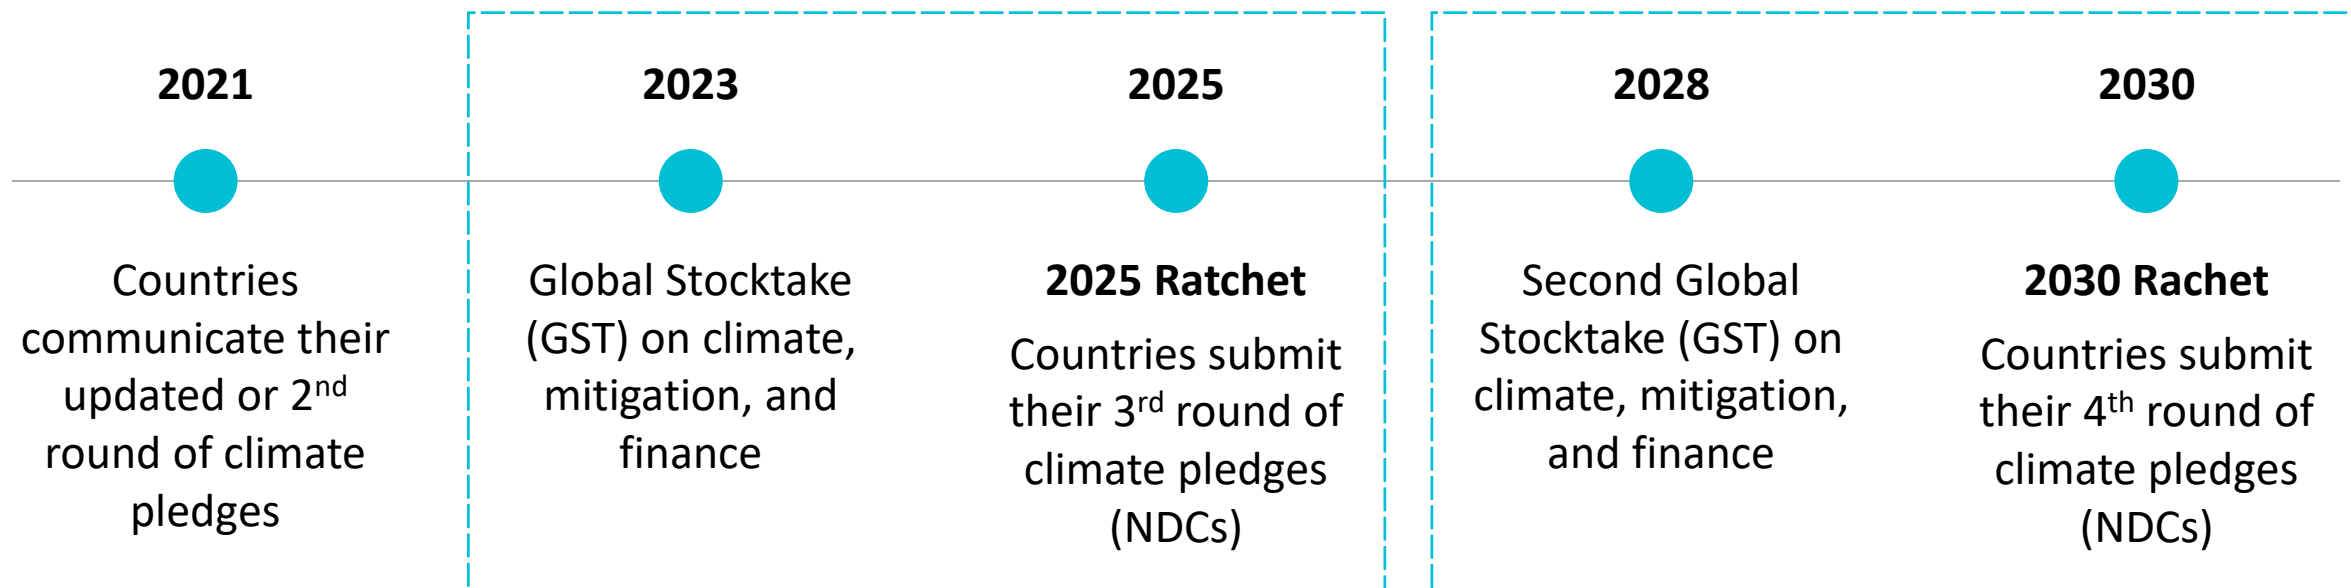 2021
Countries
communicate their
updated or 2nd
round of climate
pledges
2023
Global Stocktake
(GST) on climate,
mitigation, and
finance
2025
2025 Ratchet
Countries submit
their 3rd round of
climate pledges
(NDCs)
2028
Second Global
Stocktake (GST) on
climate, mitigation,
and finance
2030
2030 Rachet
Countries submit
their 4th round of
climate pledges
(NDCs)